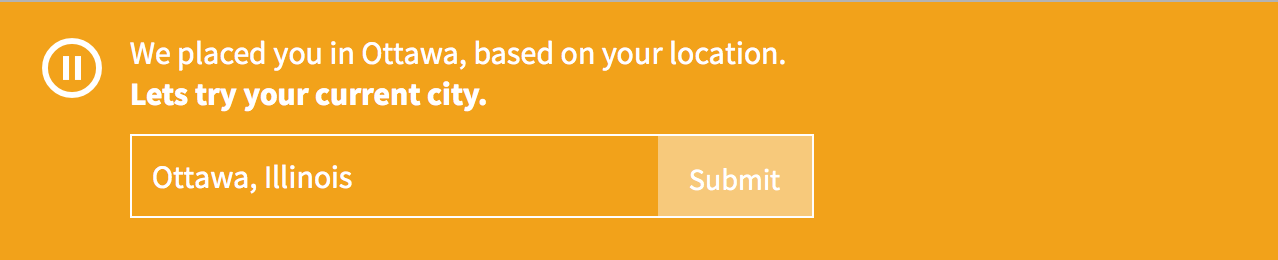 We placed you in Ottawa, based on your location.
Lets try your current city.
Ottawa, Illinois
Submit